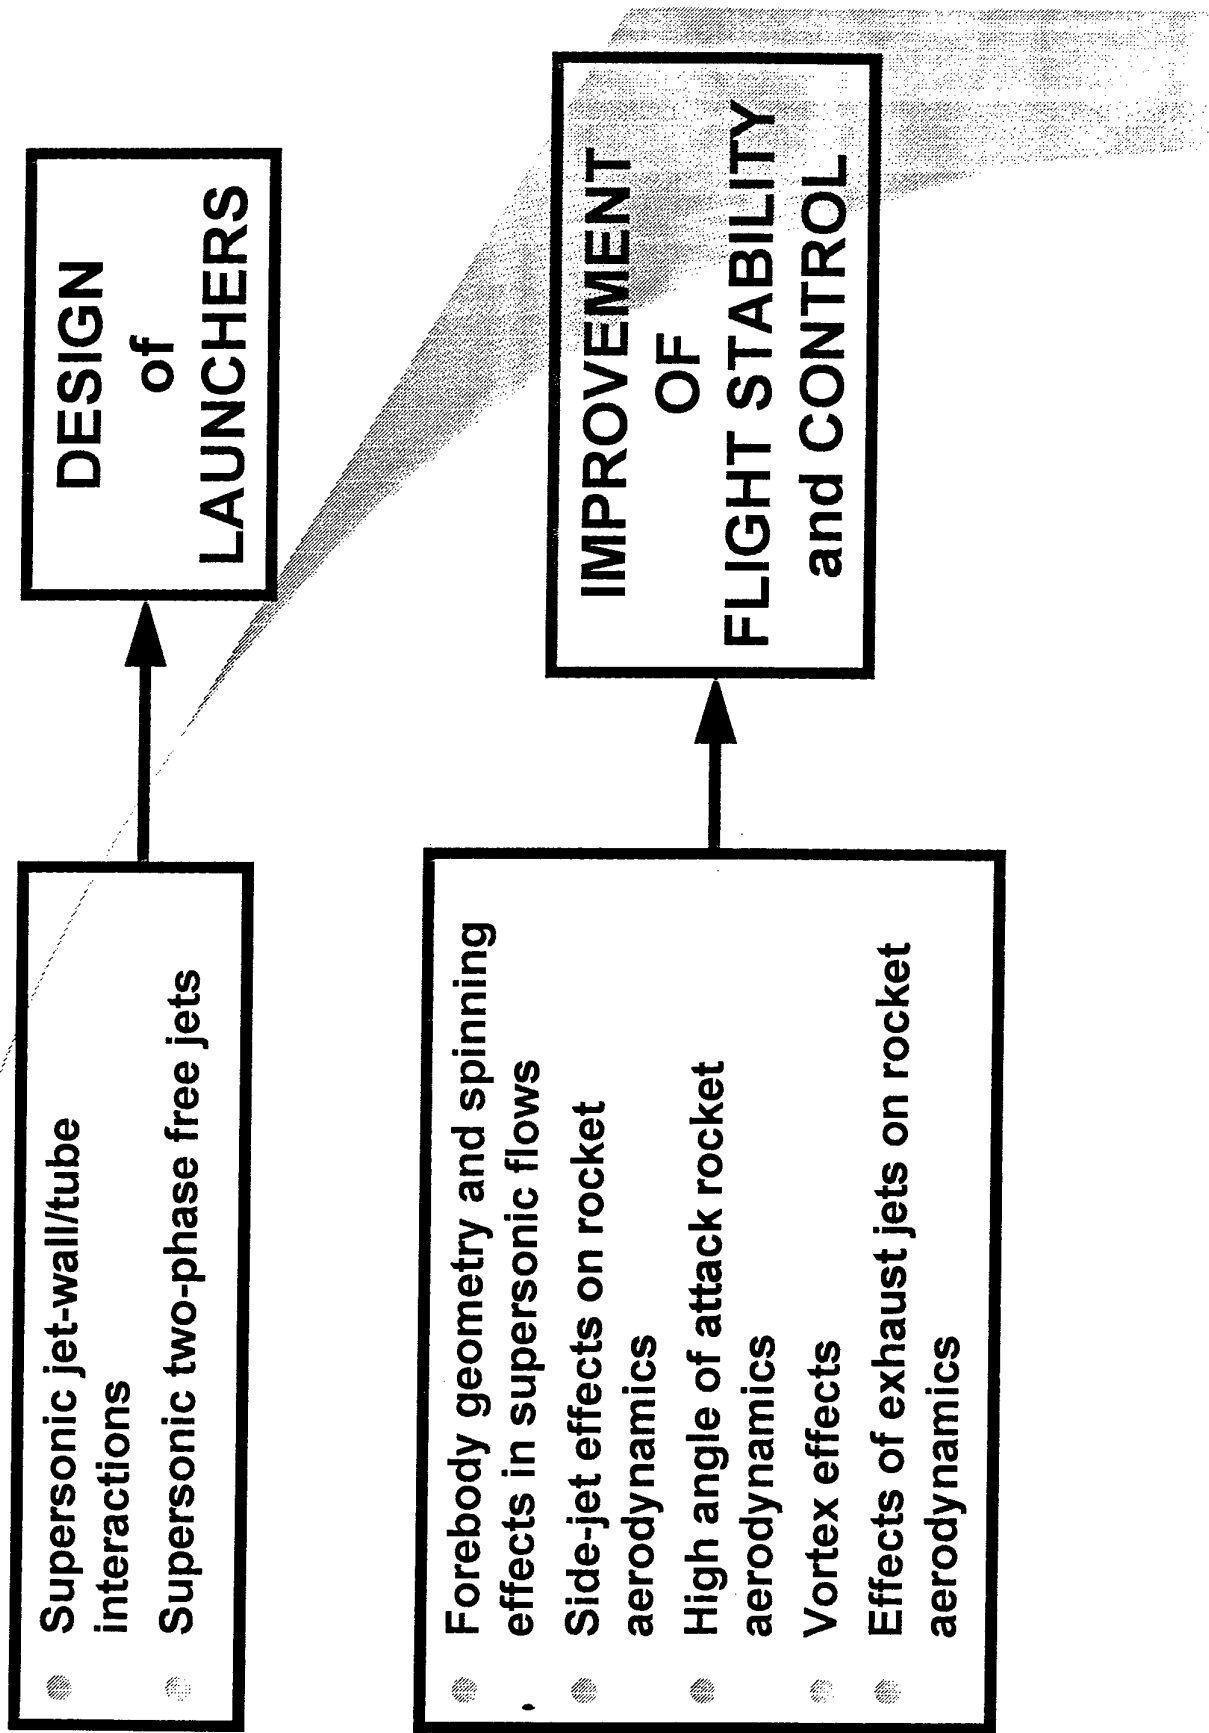 Supersonic jet-wall/tube
interactions
Supersonic two-phase free jets
DESIGN
of
LAUNCHERS
Forebody geometry and spinning
effects in supersonic flows
Side-jet effects on rocket
aerodynamics
High angle of attack rocket
aerodynamics
Vortex effects
Effects of exhaust jets on rocket
aerodynamics
IMPROVEMENT
OF
FLIGHT STABILITY
and CONTROL